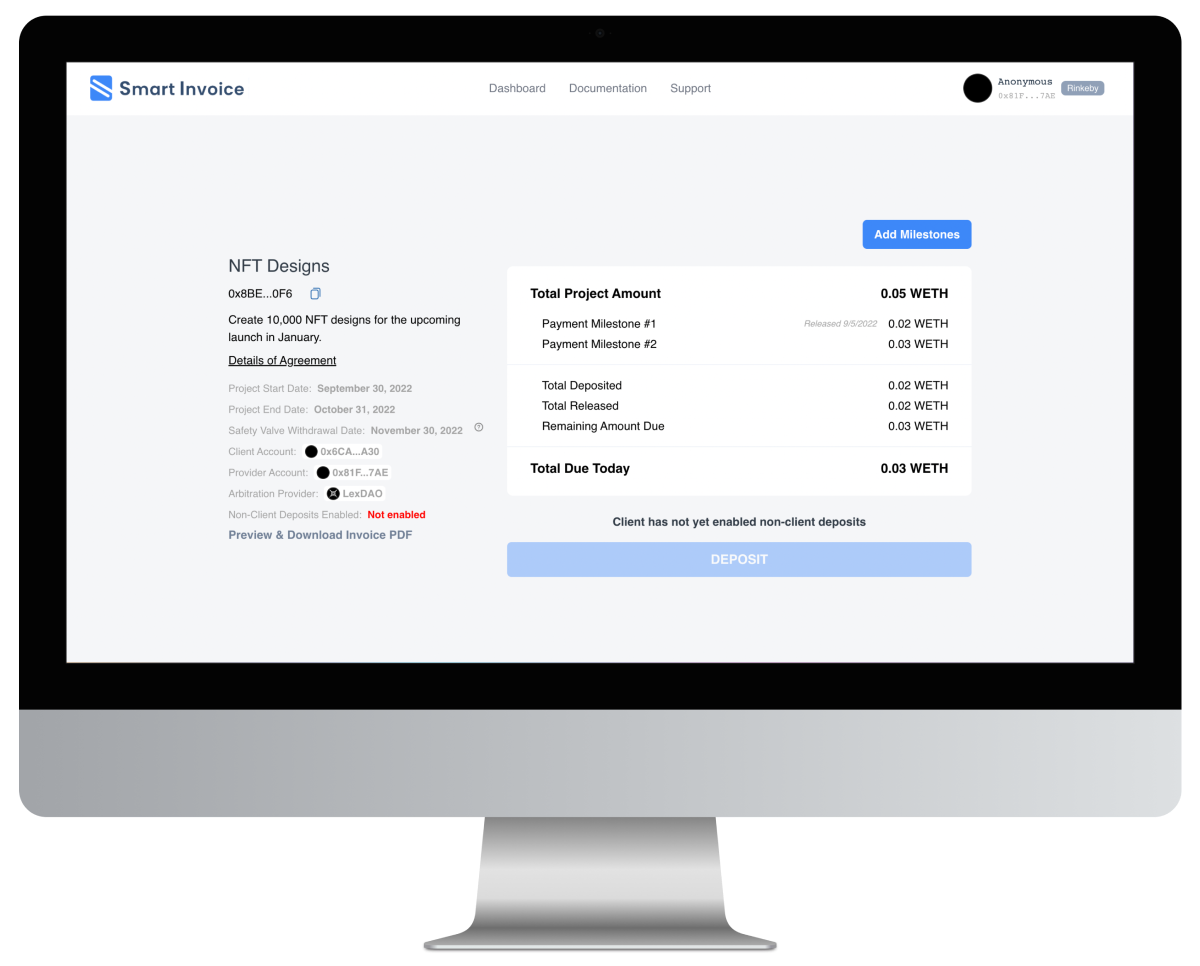 Smart Invoice
Dashboard
Documentation
Support
Anonymous
0x81F...7AE
Rinkeby
Add Milestones
NFT Designs
0x8BE...0F6
Create 10,000 NFT designs for the upcoming
launch in January.
Details of Agreement
Project Start Date: September 30, 2022
Project End Date: October 31, 2022
Safety Valve Withdrawal Date: November 30, 2022
Client Account: 0x6CA...A30
Provider Account: 0x81F...7AE
Arbitration Provider: LexDAO
Non-Client Deposits Enabled: Not enabled
Preview & Download Invoice PDF
Total Project Amount 0.05 WETH
Payment Milestone #1 Released 9/5/2022 0.02 WETH
Payment Milestone #2 0.03 WETH
Total Deposited 0.02 WETH
Total Released 0.02 WETH
Remaining Amount Due 0.03 WETH
Total Due Today 0.03 WETH
Client has not yet enabled non-client deposits
DEPOSIT